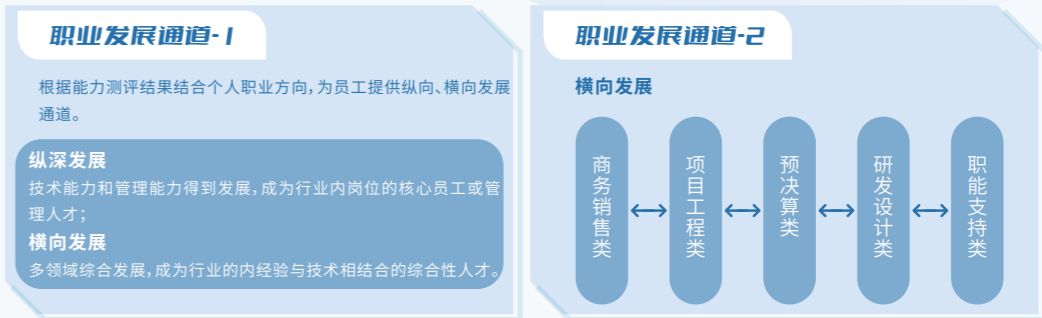 职业发展通道-1
根据能力测评结果结合个人职业方向,为员工提供纵向、横向发展
通道。
纵深发展
技术能力和管理能力得到发展,成为行业内岗位的核心员工或管
理人才;
横向发展
多领域综合发展,成为行业的内经验与技术相结合的综合性人才。
职业发展通道-2
横向发展
商务销售类
项目工程类
预决算类
研发设计类
职能支持类